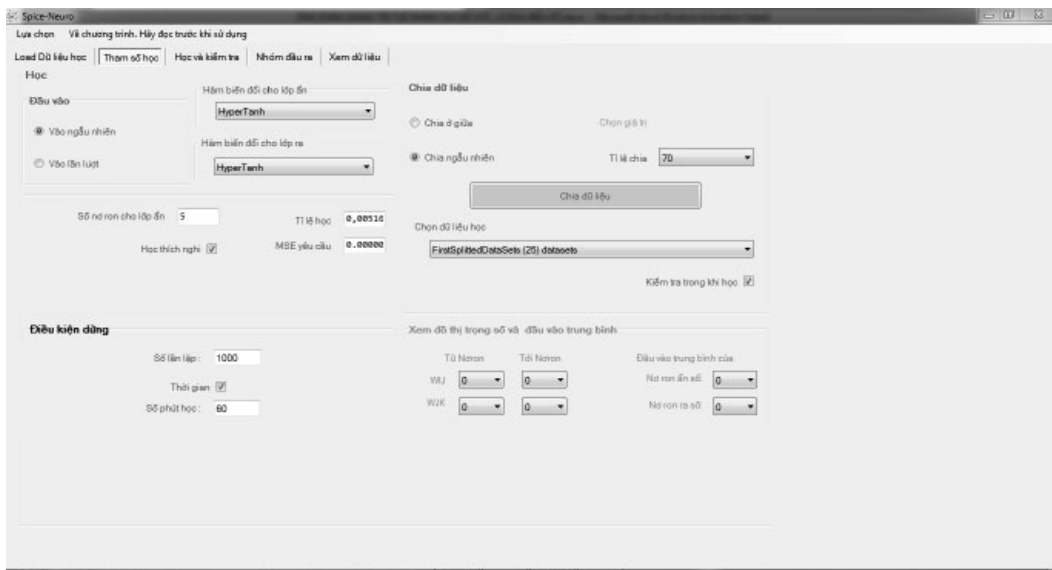 Spice-Neuro
Lựa chọn Về chương trình. Hãy đọc trước khi sử dụng
Load Dữ liệu học Tham số học Học và kiểm tra Nhóm đầu ra Xem dữ liệu
Học
Đầu vào
Vào ngẫu nhiên
Vào lần lượt
Hàm biến đổi cho lớp ẩn
HyperTanh
Hàm biến đổi cho lớp ra
HyperTanh
Số nơ ron cho lớp ẩn 5
Tỉ lệ học 0,00516
Học thích nghi
MSE yêu cầu 0.00000
Chia dữ liệu
Chia ở giữa Chọn giá trị
Chia ngẫu nhiên Tỉ lệ chia 70
Chia dữ liệu
Chọn dữ liệu học
FirstSplittedDataSets (26) datasets
Kiểm tra trong khi học
Điều kiện dừng
Số lần lặp : 1000
Thời gian
Số phút học : 60
Xem đồ thị trọng số và đầu vào trung bình
Từ Nơron Tới Nơron Đầu vào trung bình của
WIJ 0 0 Nơ ron ẩn số: 0
WJK 0 0 Nơ ron ra số: 0